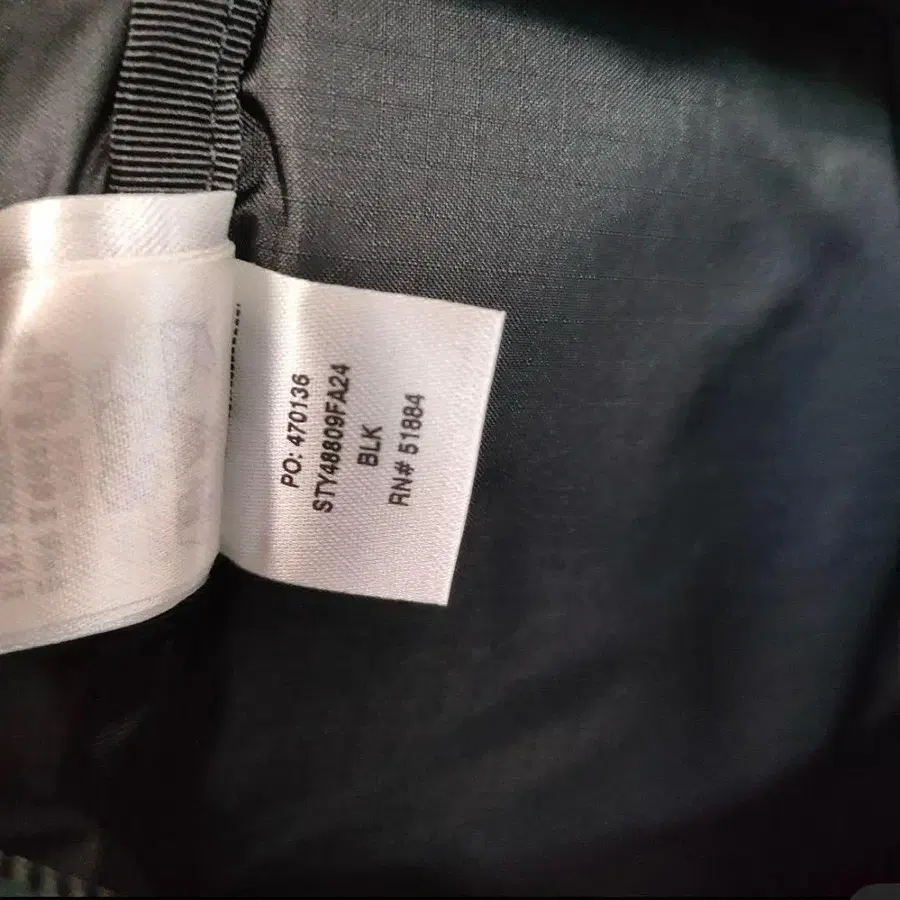 PO: 470136
STY48809FA24
BLK
RN# 51884